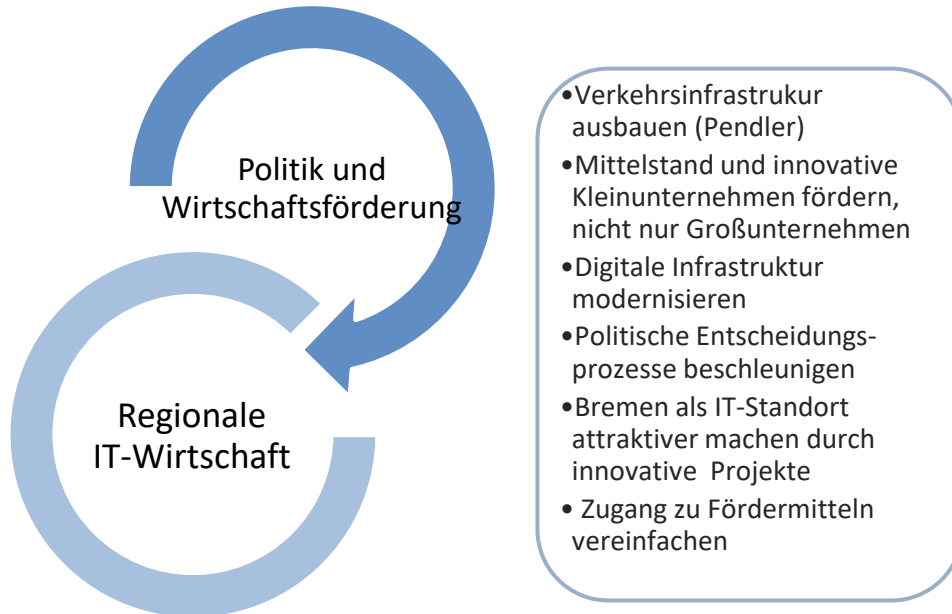 Politik und
Wirtschaftsförderung
Regionale
IT-Wirtschaft
•Verkehrsinfrastrukur
ausbauen (Pendler)
•Mittelstand und innovative
Kleinunternehmen fördern,
nicht nur Großunternehmen
•Digitale Infrastruktur
modernisieren
•Politische Entscheidungs-
prozesse beschleunigen
•Bremen als IT-Standort
attraktiver machen durch
innovative Projekte
• Zugang zu Fördermitteln
vereinfachen